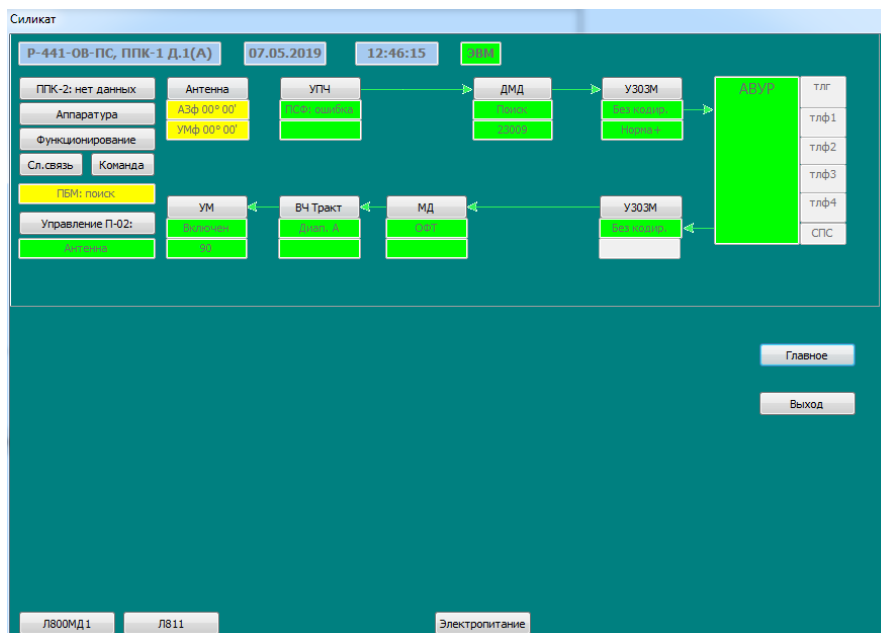 Силикат
Р-441-ОВ-ПС, ППК-1 Д.1(А) 07.05.2019 12:46:15 ЭВМ
ППК-2: нет данных Антенна УПЧ ДМД УЗОЗМ АВУР тлг
Аппаратура АЗф 00° 00' ПСФ: ошибка Поиск Без кодир. тлф1
Функционирование УМф 00° 00' 23009 Норма+ тлф2
Сл.связь Команда тлф3
ПБМ: поиск УМ ВЧ Тракт МД УЗОЗМ тлф4
Управление П-02: Включен Диап. А ОФТ Без кодир. СПС
Антенна 90
Главное
Выход
Л800МД1 Л811 Электропитание